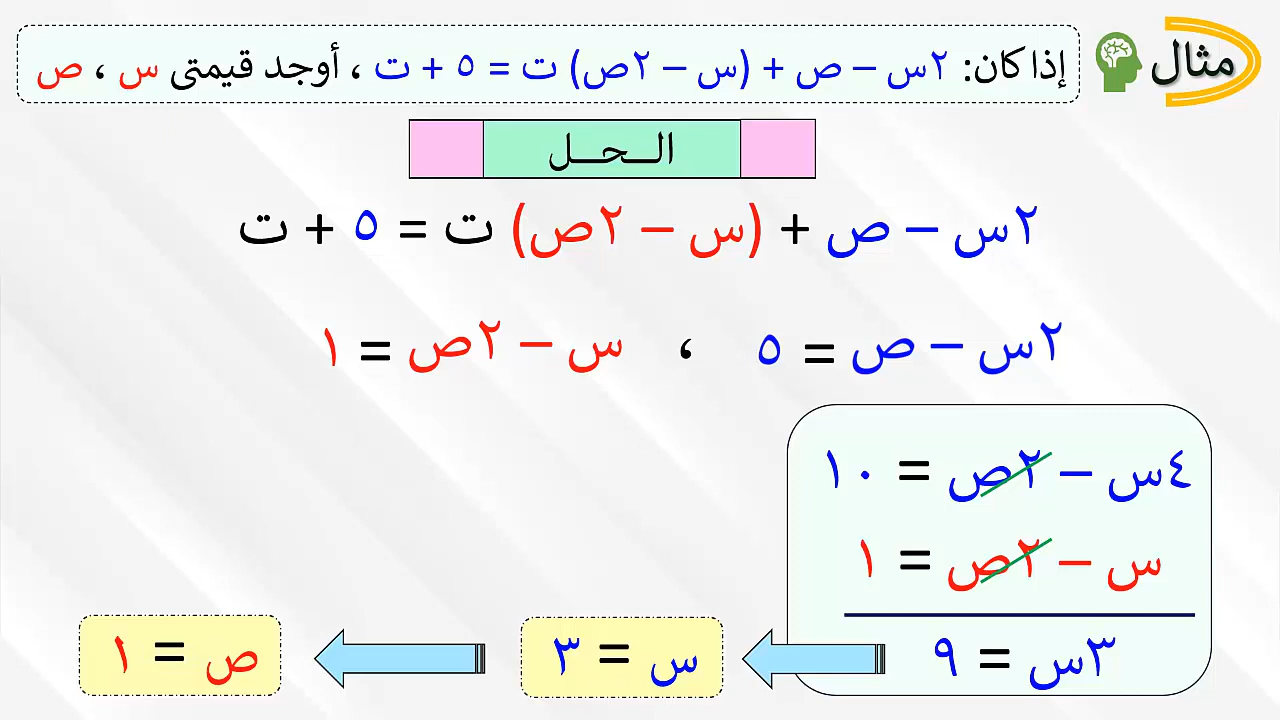 مثال
إذا كان: ٢س – ص + (س – ٢ص) ت = ٥ + ت ، أوجد قيمتى س ، ص
الـــحـــل
٢س – ص + (س – ٢ص) ت = ٥ + ت
٢س – ص = ٥ ، س – ٢ص = ١
٤س – ٢ص = ١٠
س – ٢ص = ١
٣س = ٩
س = ٣
ص = ١